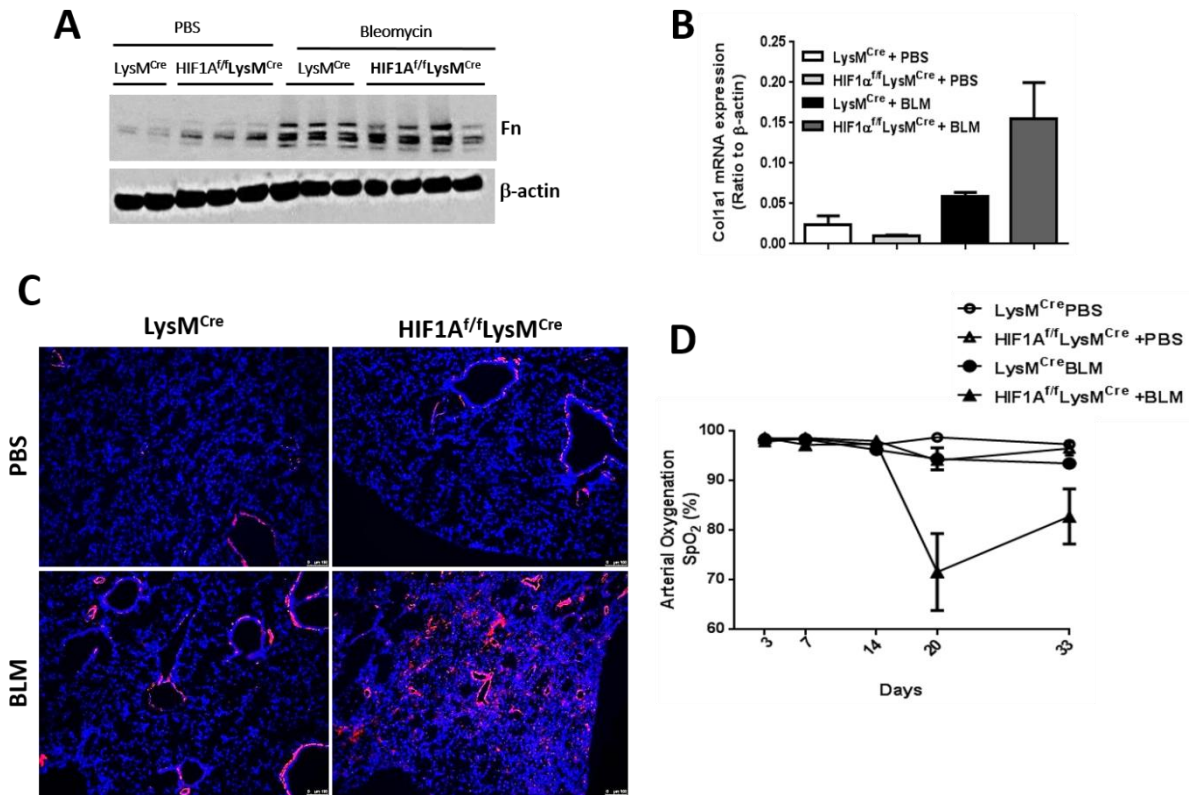 A
PBS
Bleomycin
LysMCre
HIF1Af/fLysMCre
LysMCre
HIF1Af/fLysMCre
Fn
β-actin
B
Col1a1 mRNA expression
(Ratio to β-actin)
0.25
0.20
0.15
0.10
0.05
0.00
LysMCre + PBS
HIF1αf/fLysMCre + PBS
LysMCre + BLM
HIF1αf/fLysMCre + BLM
C
LysMCre
HIF1Af/fLysMCre
PBS
BLM
D
LysMCrePBS
HIF1Af/fLysMCre +PBS
LysMCreBLM
HIF1Af/fLysMCre +BLM
Arterial Oxygenation
SpO2 (%)
100
90
80
70
60
3
7
14
20
33
Days